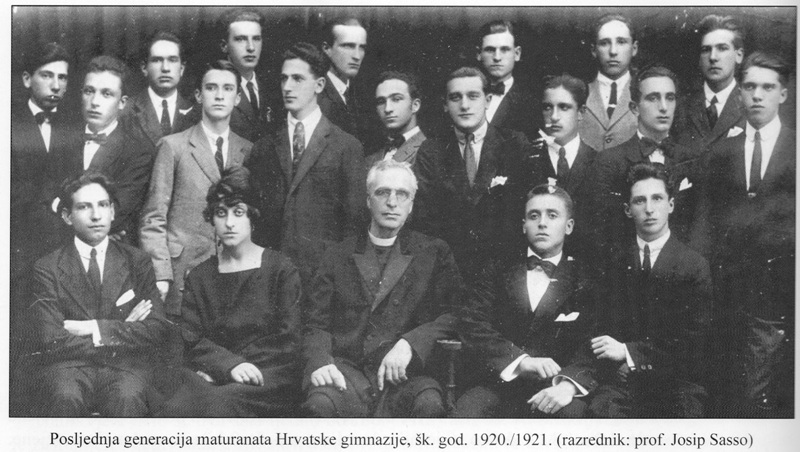 Posljednja generacija maturanata Hrvatske gimnazije, šk. god. 1920./1921. (razrednik: prof. Josip Sasso)